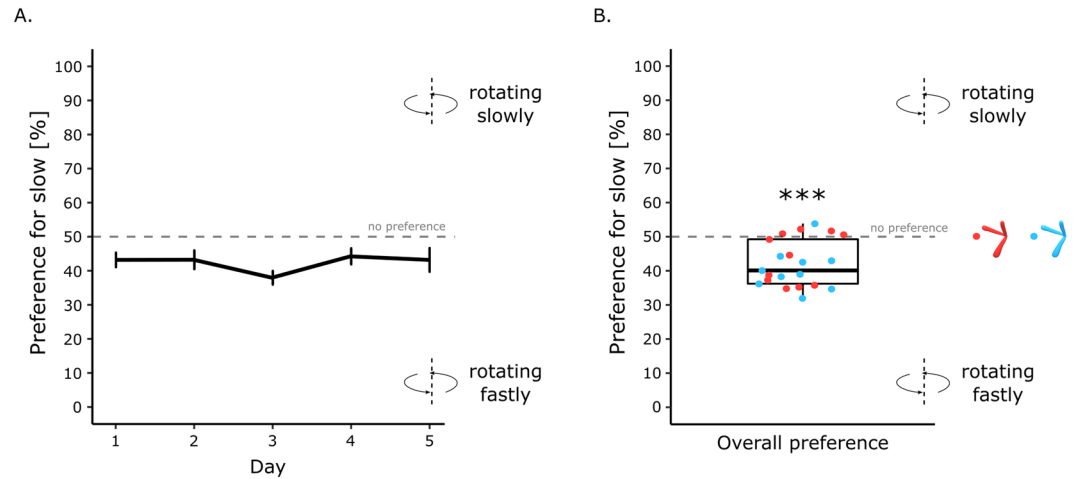 A.
Preference for slow [%]
100
90
80
70
60
50
40
30
20
10
0
rotating
slowly
no preference
rotating
fastly
1 2 3 4 5
Day
B.
Preference for slow [%]
100
90
80
70
60
50
40
30
20
10
0
rotating
slowly
***
no preference
rotating
fastly
Overall preference